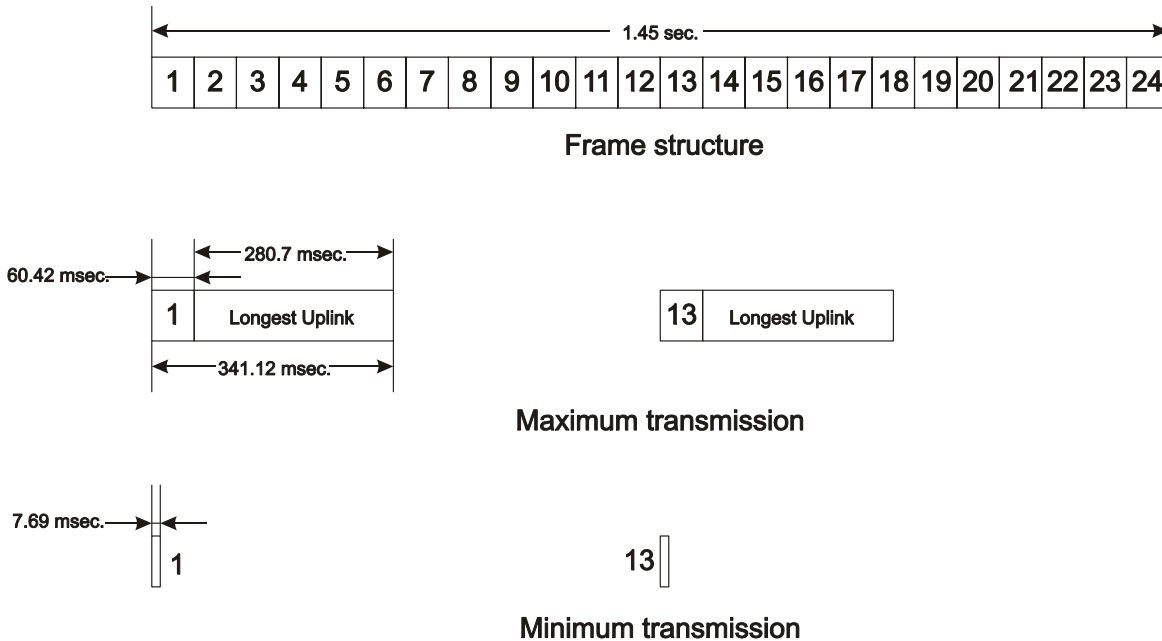 1.45 sec.
1 2 3 4 5 6 7 8 9 10 11 12 13 14 15 16 17 18 19 20 21 22 23 24
Frame structure
280.7 msec.
60.42 msec.
1 Longest Uplink 13 Longest Uplink
341.12 msec.
Maximum transmission
7.69 msec.
1 13
Minimum transmission